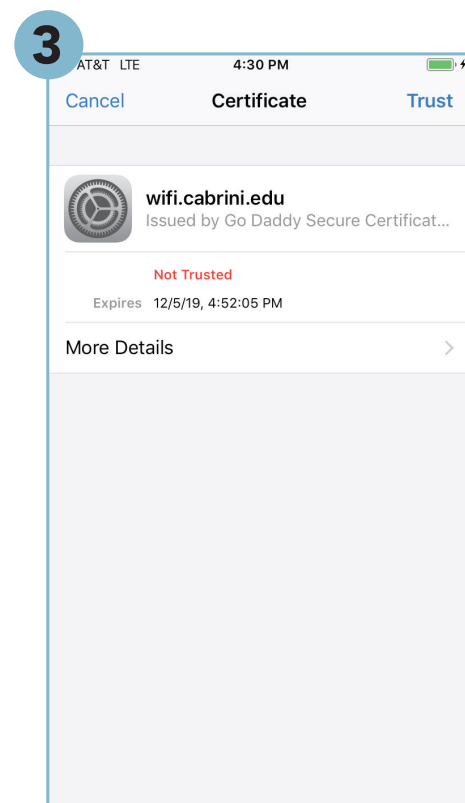 3
AT&T LTE 4:30 PM
Cancel Certificate Trust
wifi.cabrini.edu
Issued by Go Daddy Secure Certificat...
Not Trusted
Expires 12/5/19, 4:52:05 PM
More Details